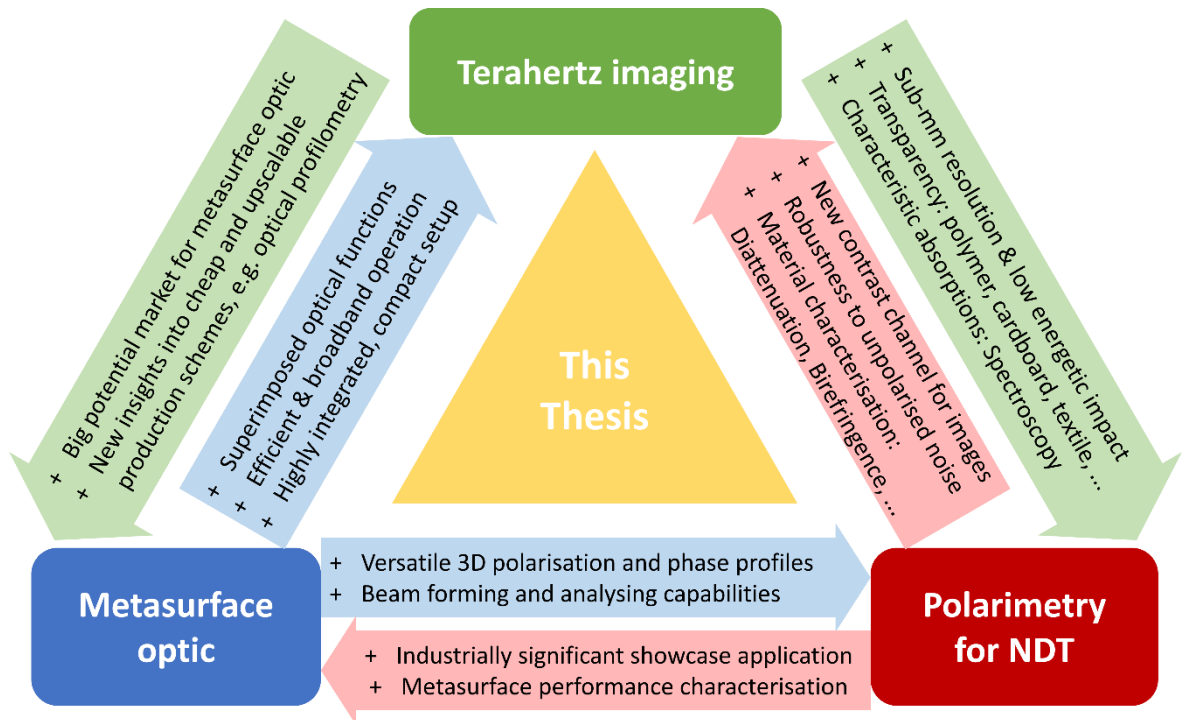 Terahertz imaging
+ Big potential market for metasurface optic
+ New insights into cheap and upscalable
production schemes, e.g. optical profilometry
+ Superimposed optical functions
+ Efficient & broadband operation
+ Highly integrated, compact setup
This
Thesis
+ New contrast channel for images
+ Robustness to unpolarised noise
+ Material characterisation:
Diattenuation, Birefringence, ...
+ Sub-mm resolution & low energetic impact
+ Transparency: polymer, cardboard, textile, ...
+ Characteristic absorptions: Spectroscopy
Metasurface
optic
+ Versatile 3D polarisation and phase profiles
+ Beam forming and analysing capabilities
+ Industrially significant showcase application
+ Metasurface performance characterisation
Polarimetry
for NDT